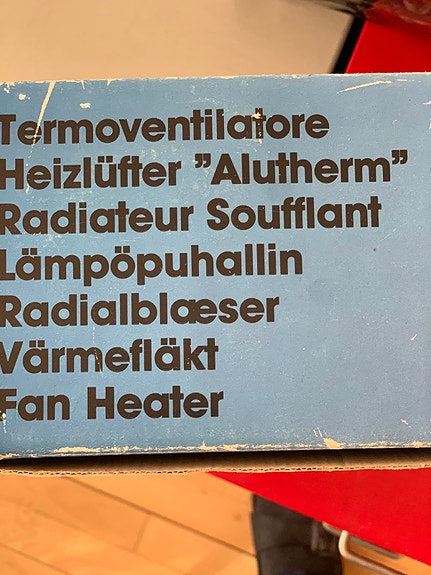 Termoventilatore
Heizlüfter ”Alutherm”
Radiateur Soufflant
Lämpöpuhallin
Radialblæser
Värmefläkt
Fan Heater